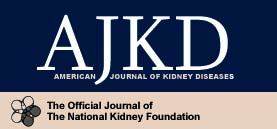 AJKD
AMERICAN JOURNAL OF KIDNEY DISEASES
The Official Journal of
The National Kidney Foundation